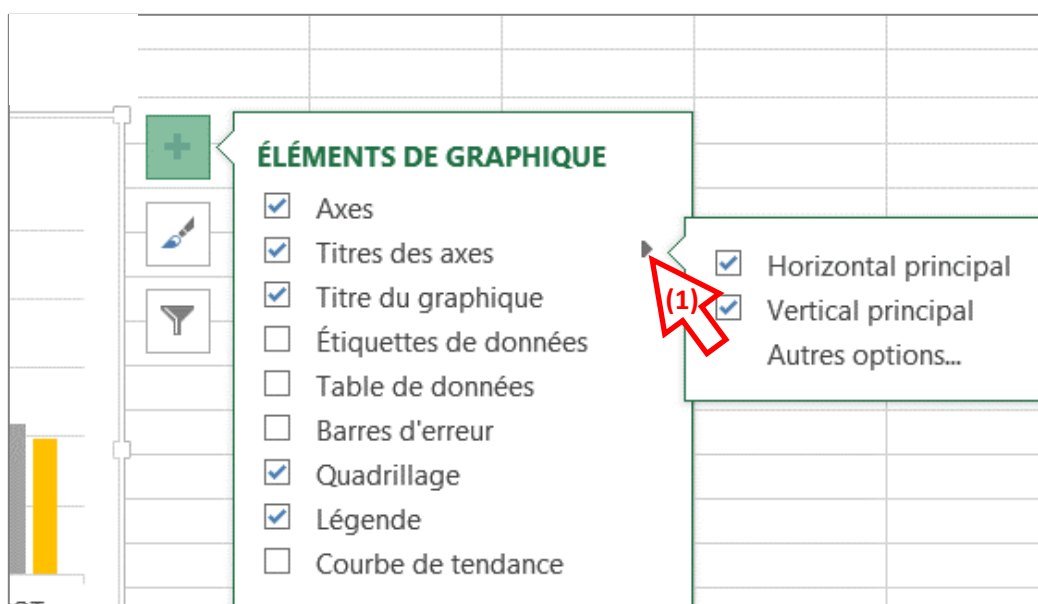 ÉLÉMENTS DE GRAPHIQUE
Axes
Titres des axes
Titre du graphique
Étiquettes de données
Table de données
Barres d'erreur
Quadrillage
Légende
Courbe de tendance
(1)
Horizontal principal
Vertical principal
Autres options...